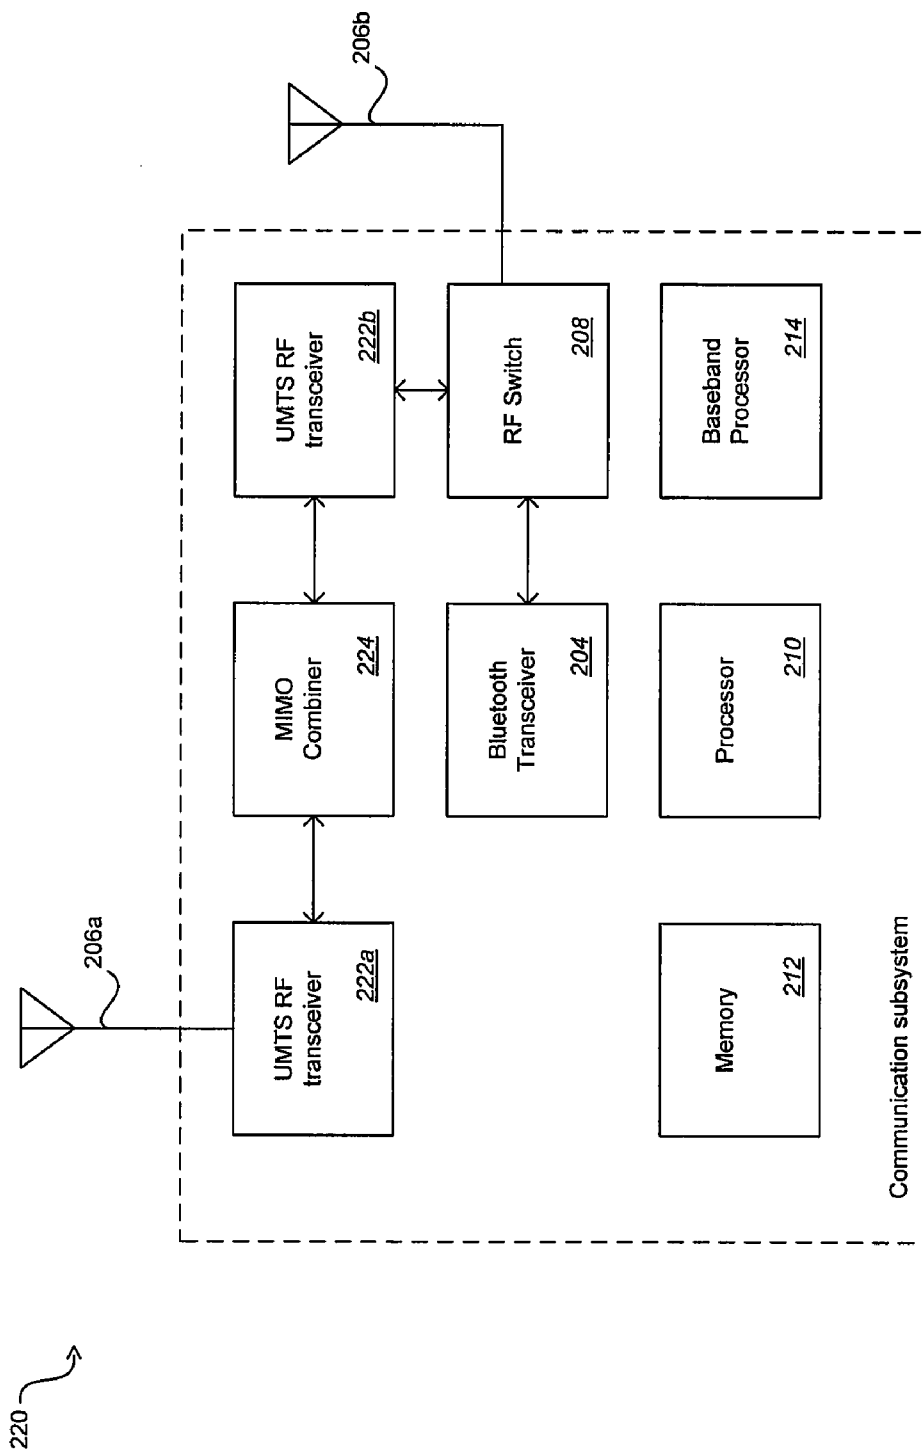 220
206a
206b
UMTS RF
transceiver
222a
MIMO
Combiner
224
UMTS RF
transceiver
222b
Bluetooth
Transceiver
204
RF Switch
208
Memory
212
Processor
210
Baseband
Processor
214
Communication subsystem